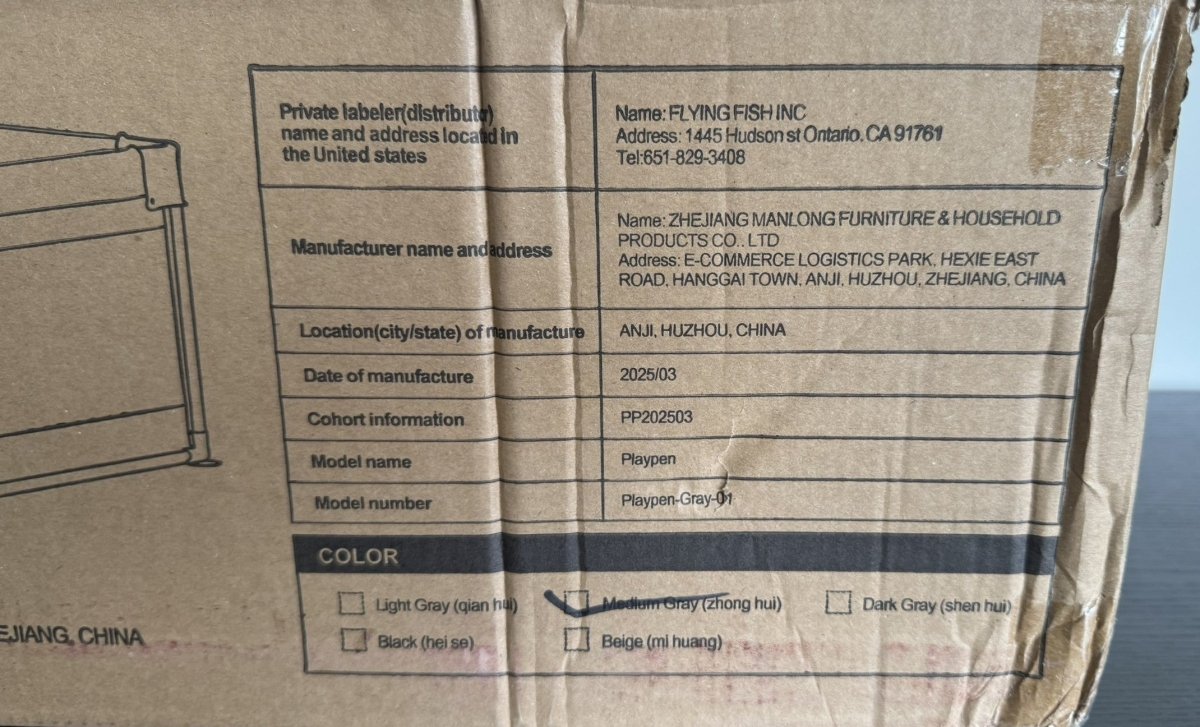 Private labeler(distributor)
name and address located in
the United states
Name: FLYING FISH INC
Address: 1445 Hudson st Ontario. CA 91761
Tel:651-829-3408
Manufacturer name and address
Name: ZHEJIANG MANLONG FURNITURE & HOUSEHOLD
PRODUCTS CO., LTD
Address: E-COMMERCE LOGISTICS PARK, HEXIE EAST
ROAD, HANGGAI TOWN, ANJI, HUZHOU, ZHEJIANG, CHINA
Location(city/state) of manufacture
ANJI, HUZHOU, CHINA
Date of manufacture
2025/03
Cohort information
PP202503
Model name
Playpen
Model number
Playpen-Gray-01
COLOR
Light Gray (qian hui)
Medium Gray (zhong hui)
Dark Gray (shen hui)
Black (hei se)
Beige (mi huang)
EJIANG, CHINA